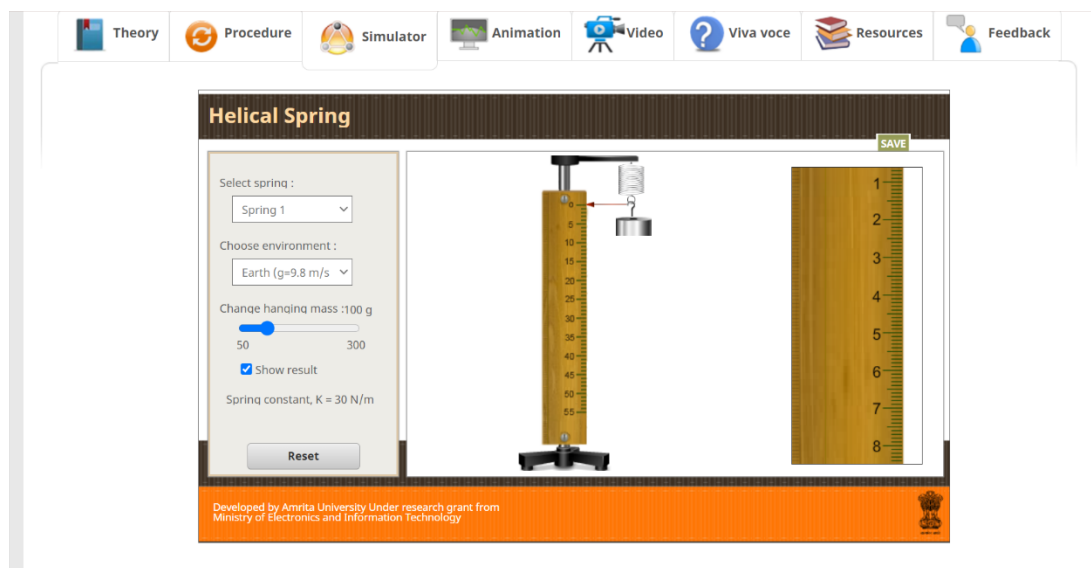 Theory
Procedure
Simulator
Animation
Video
Viva voce
Resources
Feedback
Helical Spring
SAVE
Select spring :
Spring 1
Choose environment :
Earth (g=9.8 m/s
Change hanging mass :100 g
50 300
Show result
Spring constant, K = 30 N/m
Reset
0
5
10
15
20
25
30
35
40
45
50
55
1
2
3
4
5
6
7
8
Developed by Amrita University Under research grant from
Ministry of Electronics and Information Technology